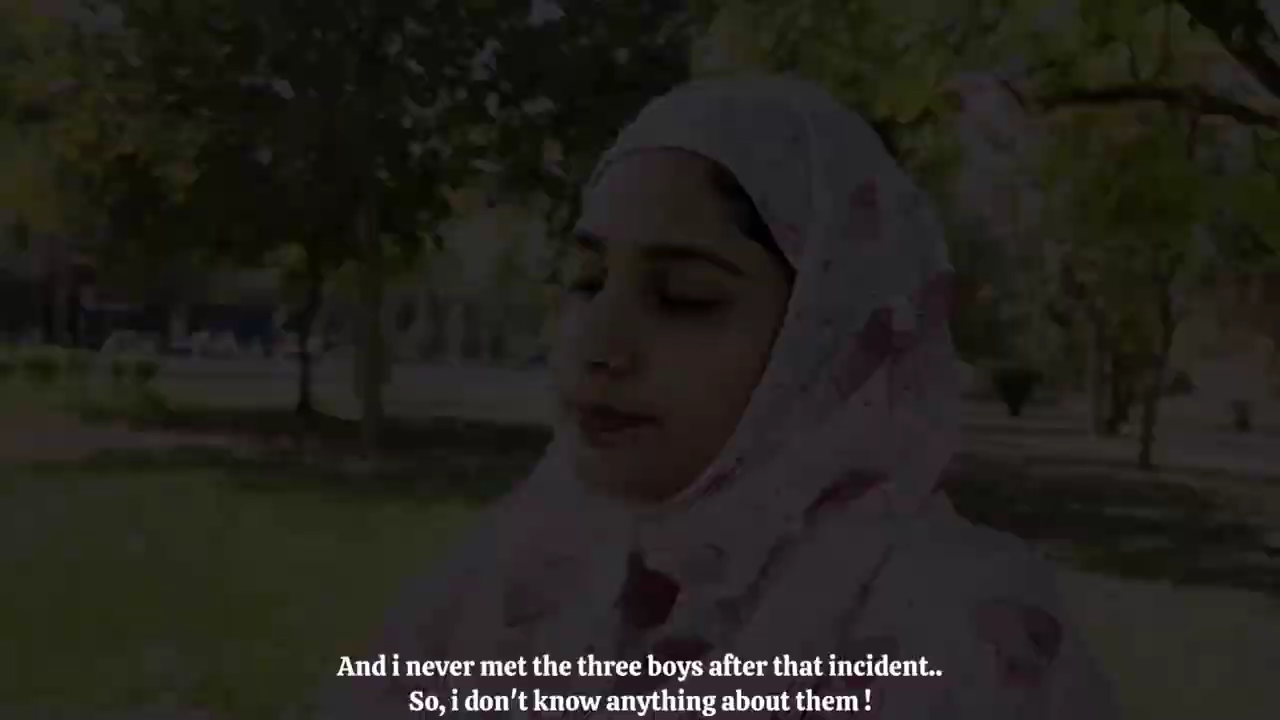 And i never met the three boys after that incident..
So, i don't know anything about them !